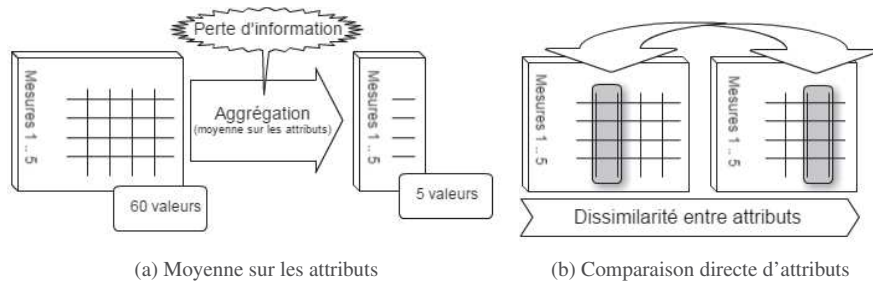 Perte d'information
Mesures 1 .. 5
Aggrégation
(moyenne sur les attributs)
Mesures 1 .. 5
60 valeurs
5 valeurs
Mesures 1 .. 5
Mesures 1 .. 5
Dissimilarité entre attributs
(a) Moyenne sur les attributs
(b) Comparaison directe d'attributs